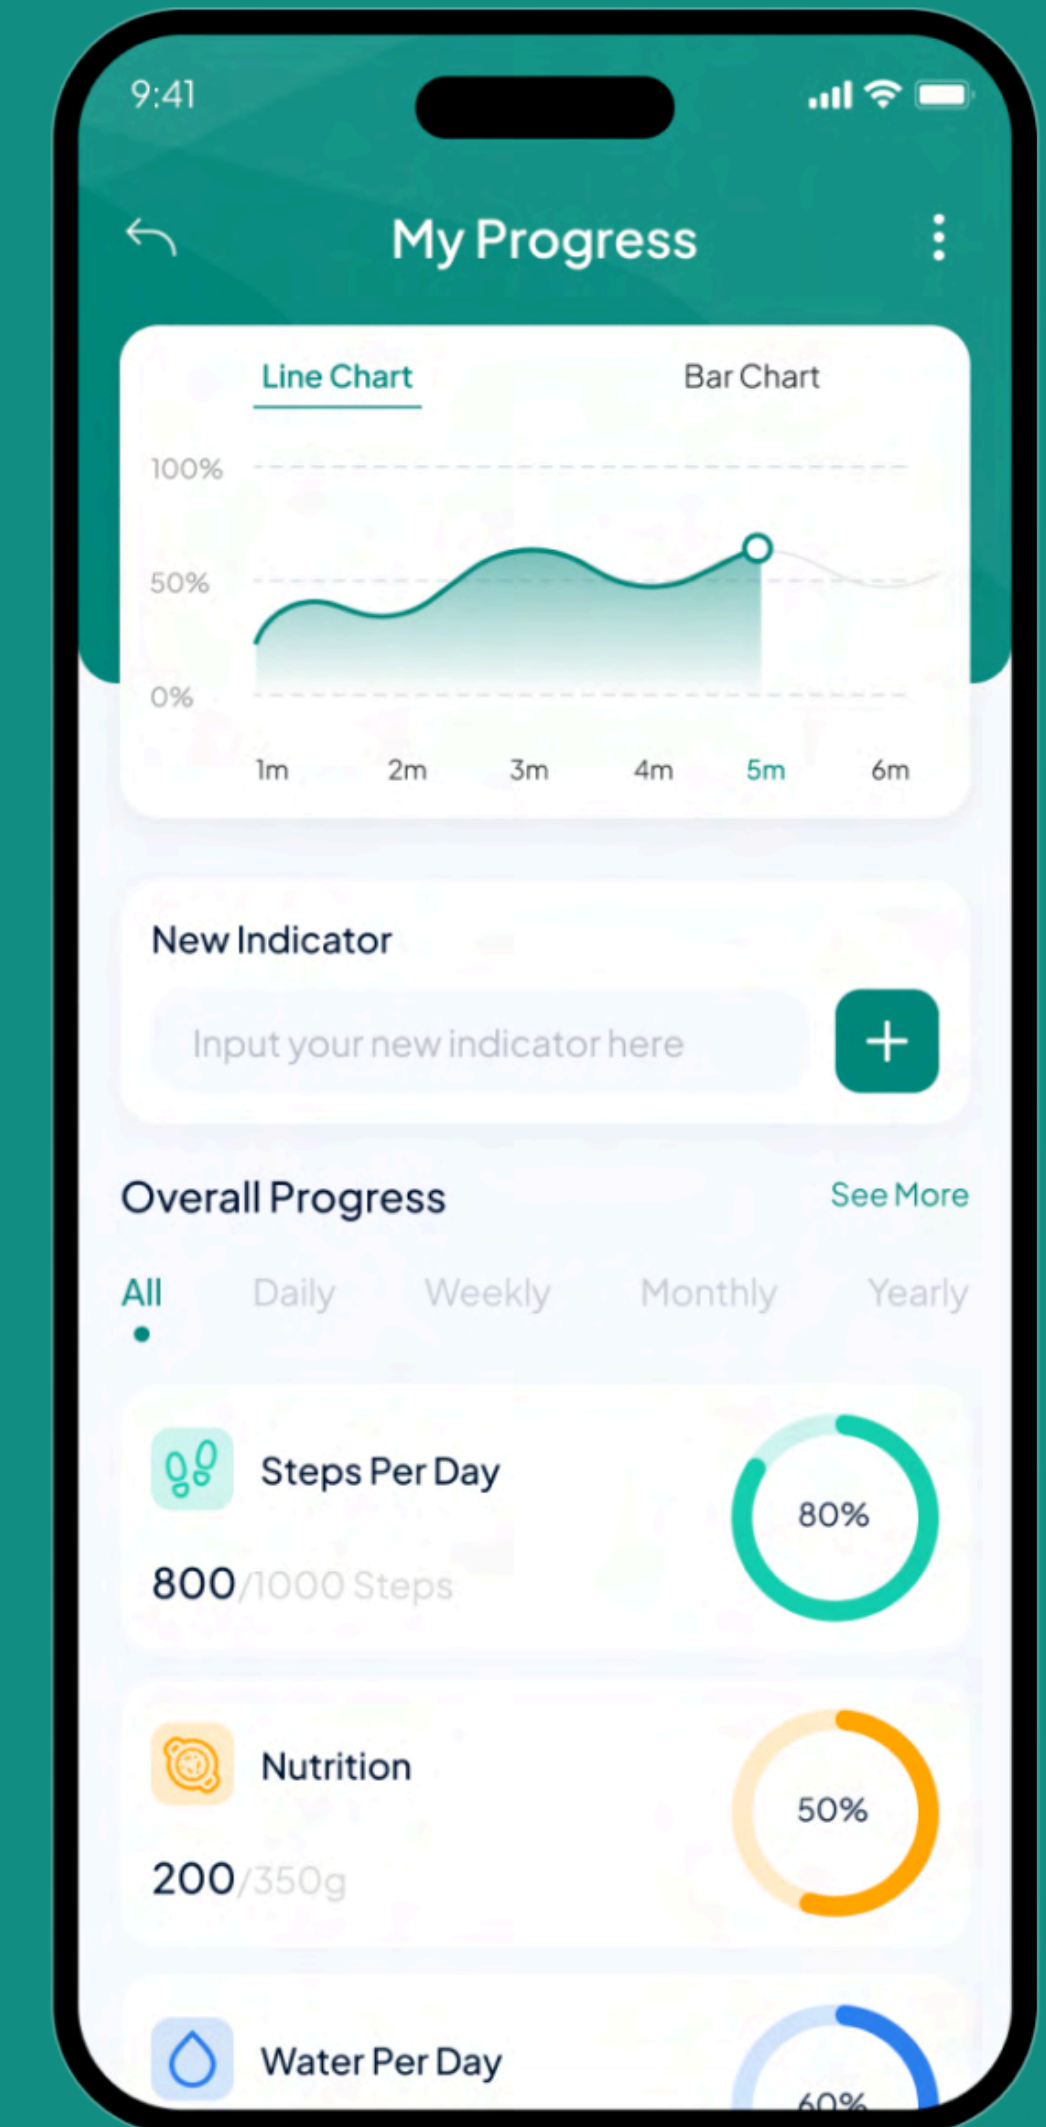 9:41
My Progress
Line Chart Bar Chart
100%
50%
0%
1m 2m 3m 4m 5m 6m
New Indicator
Input your new indicator here
Overall Progress See More
All Daily Weekly Monthly Yearly
Steps Per Day
80%
800/1000 Steps
Nutrition
50%
200/350g
Water Per Day
60%